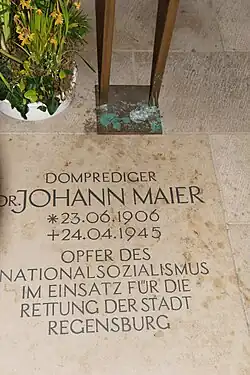 DOMPREDIGER
DR. JOHANN MAIER
*23.06.1906
+24.04.1945
OPFER DES
NATIONALSOZIALISMUS
IM EINSATZ FÜR DIE
RETTUNG DER STADT
REGENSBURG